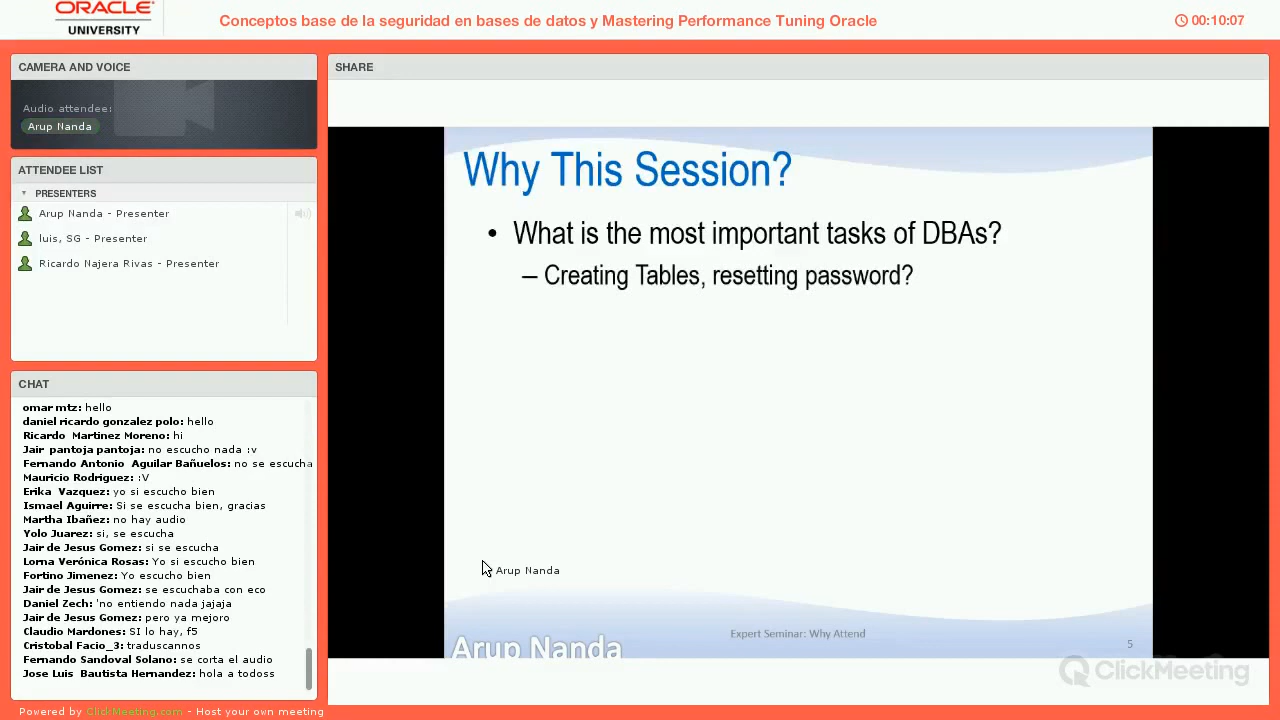 ORACLE
UNIVERSITY
Conceptos base de la seguridad en bases de datos y Mastering Performance Tuning Oracle
00:10:07
CAMERA AND VOICE
Audio attendee:
Arup Nanda
ATTENDEE LIST
PRESENTERS
Arup Nanda - Presenter
luis, SG - Presenter
Ricardo Najera Rivas - Presenter
CHAT
omar mtz: hello
daniel ricardo gonzalez polo: hello
Ricardo Martinez Moreno: hi
Jair pantoja pantoja: no escucho nada :v
Fernando Antonio Aguilar Bañuelos: no se escucha
Mauricio Rodriguez: :V
Erika Vazquez: yo si escucho bien
Ismael Aguirre: Si se escucha bien, gracias
Martha Ibañez: no hay audio
Yolo Juarez: si, se escucha
Jair de Jesus Gomez: si se escucha
Lorna Verónica Rosas: Yo si escucho bien
Fortino Jimenez: Yo escucho bien
Jair de Jesus Gomez: se escuchaba con eco
Daniel Zech: 'no entiendo nada jajaja
Jair de Jesus Gomez: pero ya mejoro
Claudio Mardones: SI lo hay, f5
Cristobal Facio_3: traduscannos
Fernando Sandoval Solano: se corta el audio
Jose Luis Bautista Hernandez: hola a todoss
Powered by ClickMeeting.com - Host your own meeting
SHARE
Why This Session?
• What is the most important tasks of DBAs?
– Creating Tables, resetting password?
Arup Nanda
Expert Seminar: Why Attend
5
Arup Nanda
ClickMeeting